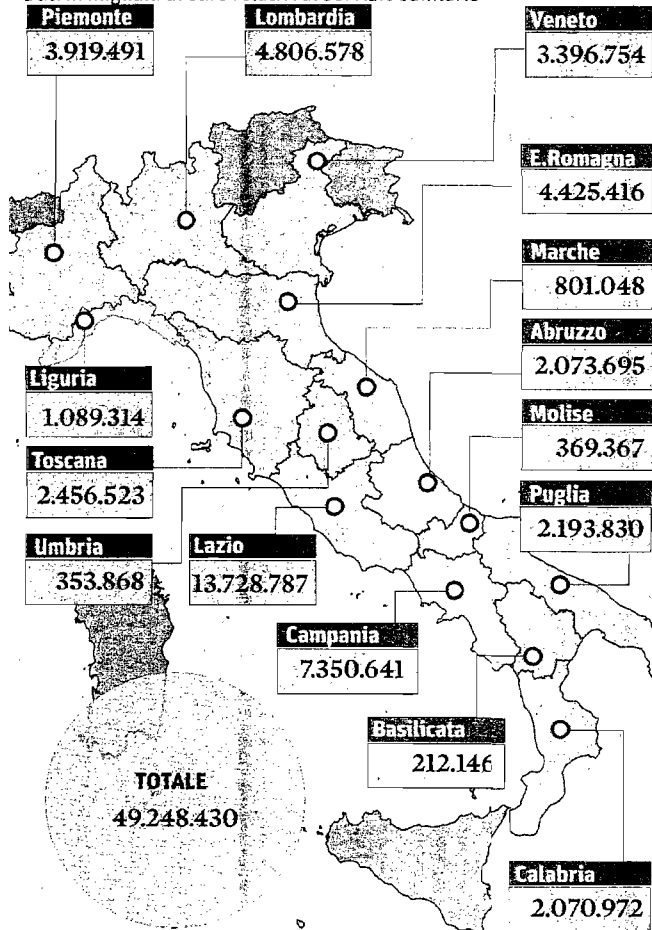 Piemonte
3.919.491
Lombardia
4.806.578
Veneto
3.396.754
E.Romagna
4.425.416
Marche
801.048
Abruzzo
2.073.695
Liguria
1.089.314
Molise
369.367
Toscana
2.456.523
Puglia
2.193.830
Umbria
353.868
Lazio
13.728.787
Campania
7.350.641
Basilicata
212.146
TOTALE
49.248.430
Calabria
2.070.972